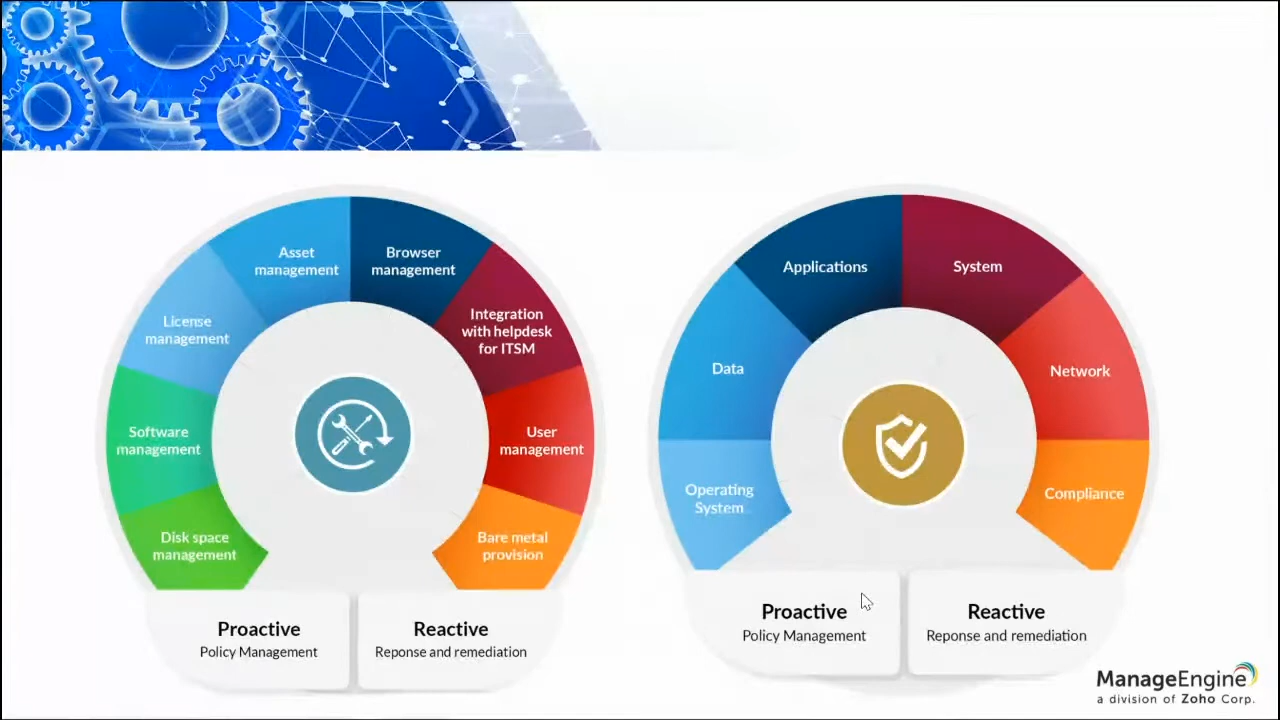 Asset
management
Browser
management
License
management
Integration
with helpdesk
for ITSM
Software
management
User
management
Disk space
management
Bare metal
provision
Proactive
Policy Management
Reactive
Reponse and remediation
Applications
System
Data
Network
Operating
System
Compliance
Proactive
Policy Management
Reactive
Reponse and remediation
ManageEngine
a division of Zoho Corp.